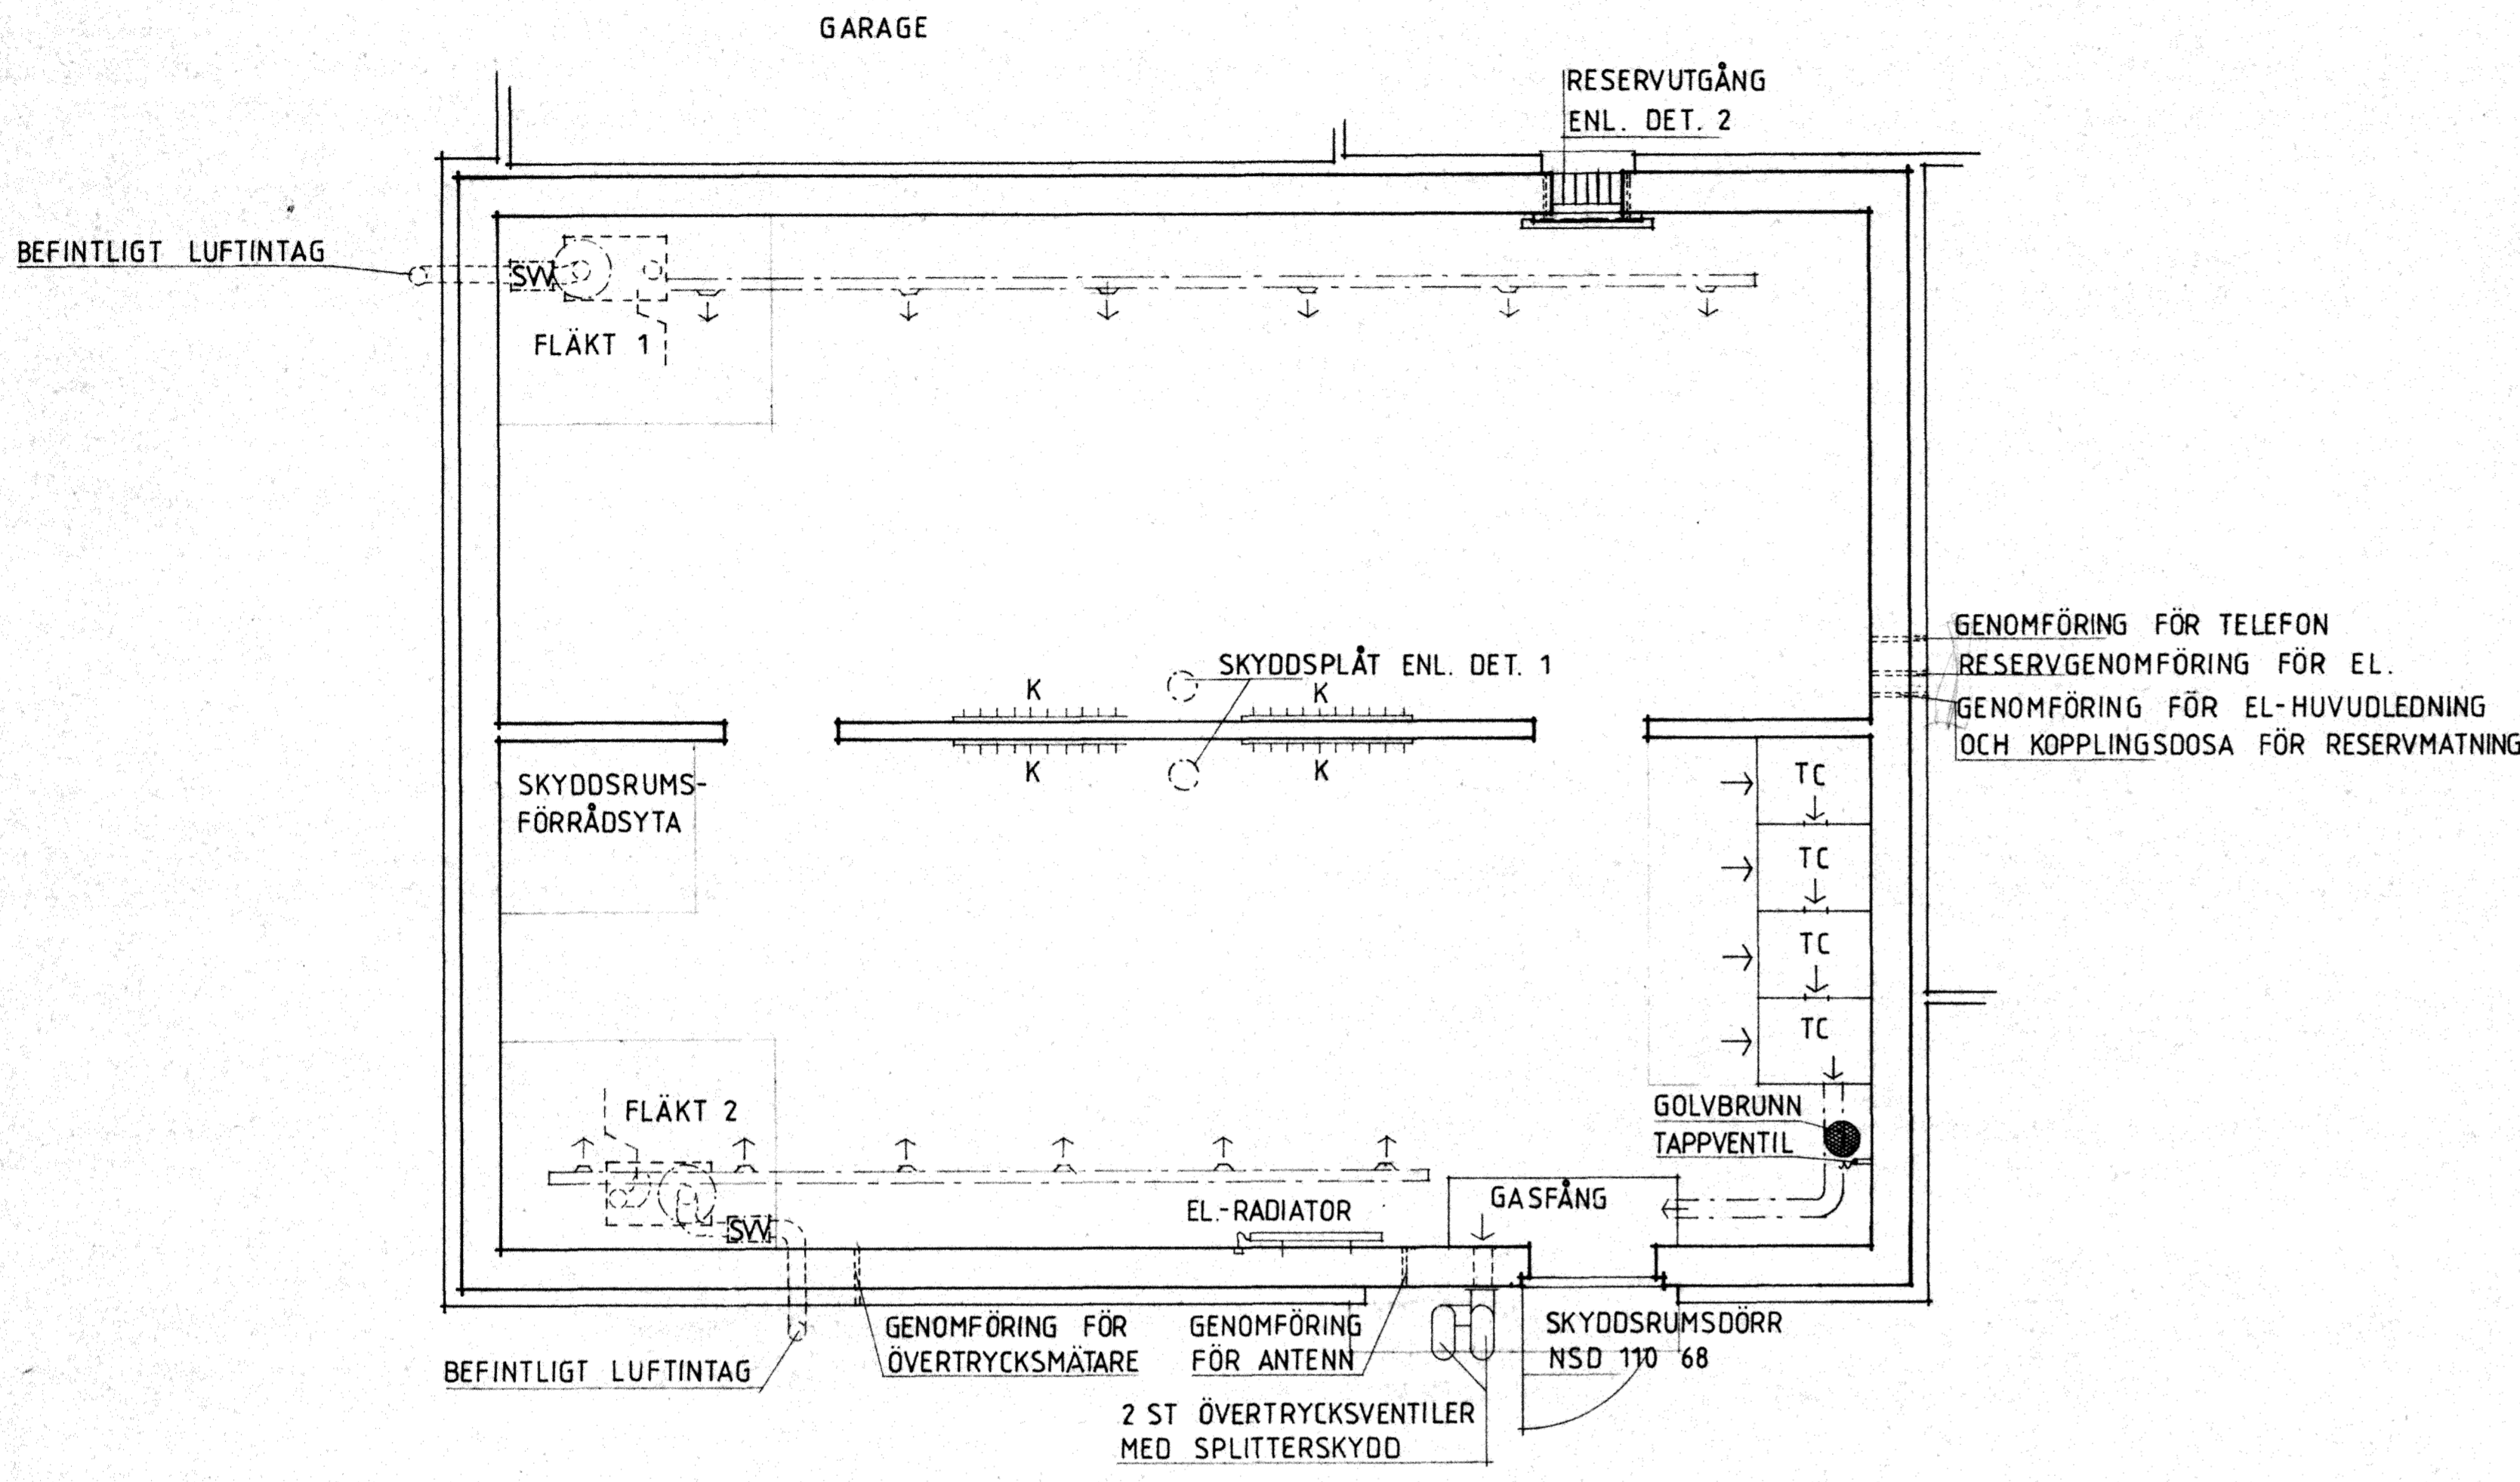 GARAGE
RESERVUTGÅNG
ENL. DET. 2
BEFINTLIGT LUFTINTAG
SVV
FLÄKT 1
GENOMFÖRING FÖR TELEFON
RESERVGENOMFÖRING FÖR EL.
GENOMFÖRING FÖR EL-HUVUDLEDNING
OCH KOPPLINGSDOSA FÖR RESERVMATNING
SKYDDSPLÅT ENL. DET. 1
K
K
K
K
SKYDDSRUMS-
FÖRRÅDSYTA
TC
TC
TC
TC
FLÄKT 2
GOLVBRUNN
TAPPVENTIL
GASFÅNG
EL.-RADIATOR
SVV
GENOMFÖRING FÖR
ÖVERTRYCKSMÄTARE
GENOMFÖRING
FÖR ANTENN
SKYDDSRUMSDÖRR
NSD 110 68
BEFINTLIGT LUFTINTAG
2 ST ÖVERTRYCKSVENTILER
MED SPLITTERSKYDD